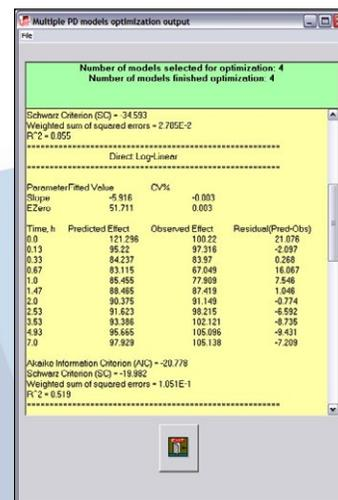 Multiple PD models optimization output
File
Number of models selected for optimization: 4
Number of models finished optimization: 4
Schwarz Criterion (SC) = -34.593
Weighted sum of squared errors = 2.785E-2
R^2 = 0.855
========================================================
Direct Log-Linear
========================================================
Parameter Fitted Value CV%
Slope -5.916 -0.003
EZero 51.711 0.003
Time, h Predicted Effect Observed Effect Residual(Pred-Obs)
0.0 121.296 100.22 21.076
0.13 95.22 97.316 -2.097
0.33 84.237 83.97 0.268
0.67 83.115 67.049 16.067
1.0 85.455 77.909 7.546
1.47 88.465 87.419 1.046
2.0 90.375 91.149 -0.774
2.53 91.623 98.215 -6.592
3.53 93.386 102.121 -8.735
4.93 95.665 105.096 -9.431
7.0 97.929 105.138 -7.209
Akaike Information Criterion (AIC) = -20.778
Schwarz Criterion (SC) = -19.982
Weighted sum of squared errors = 1.051E-1
R^2 = 0.519
========================================================